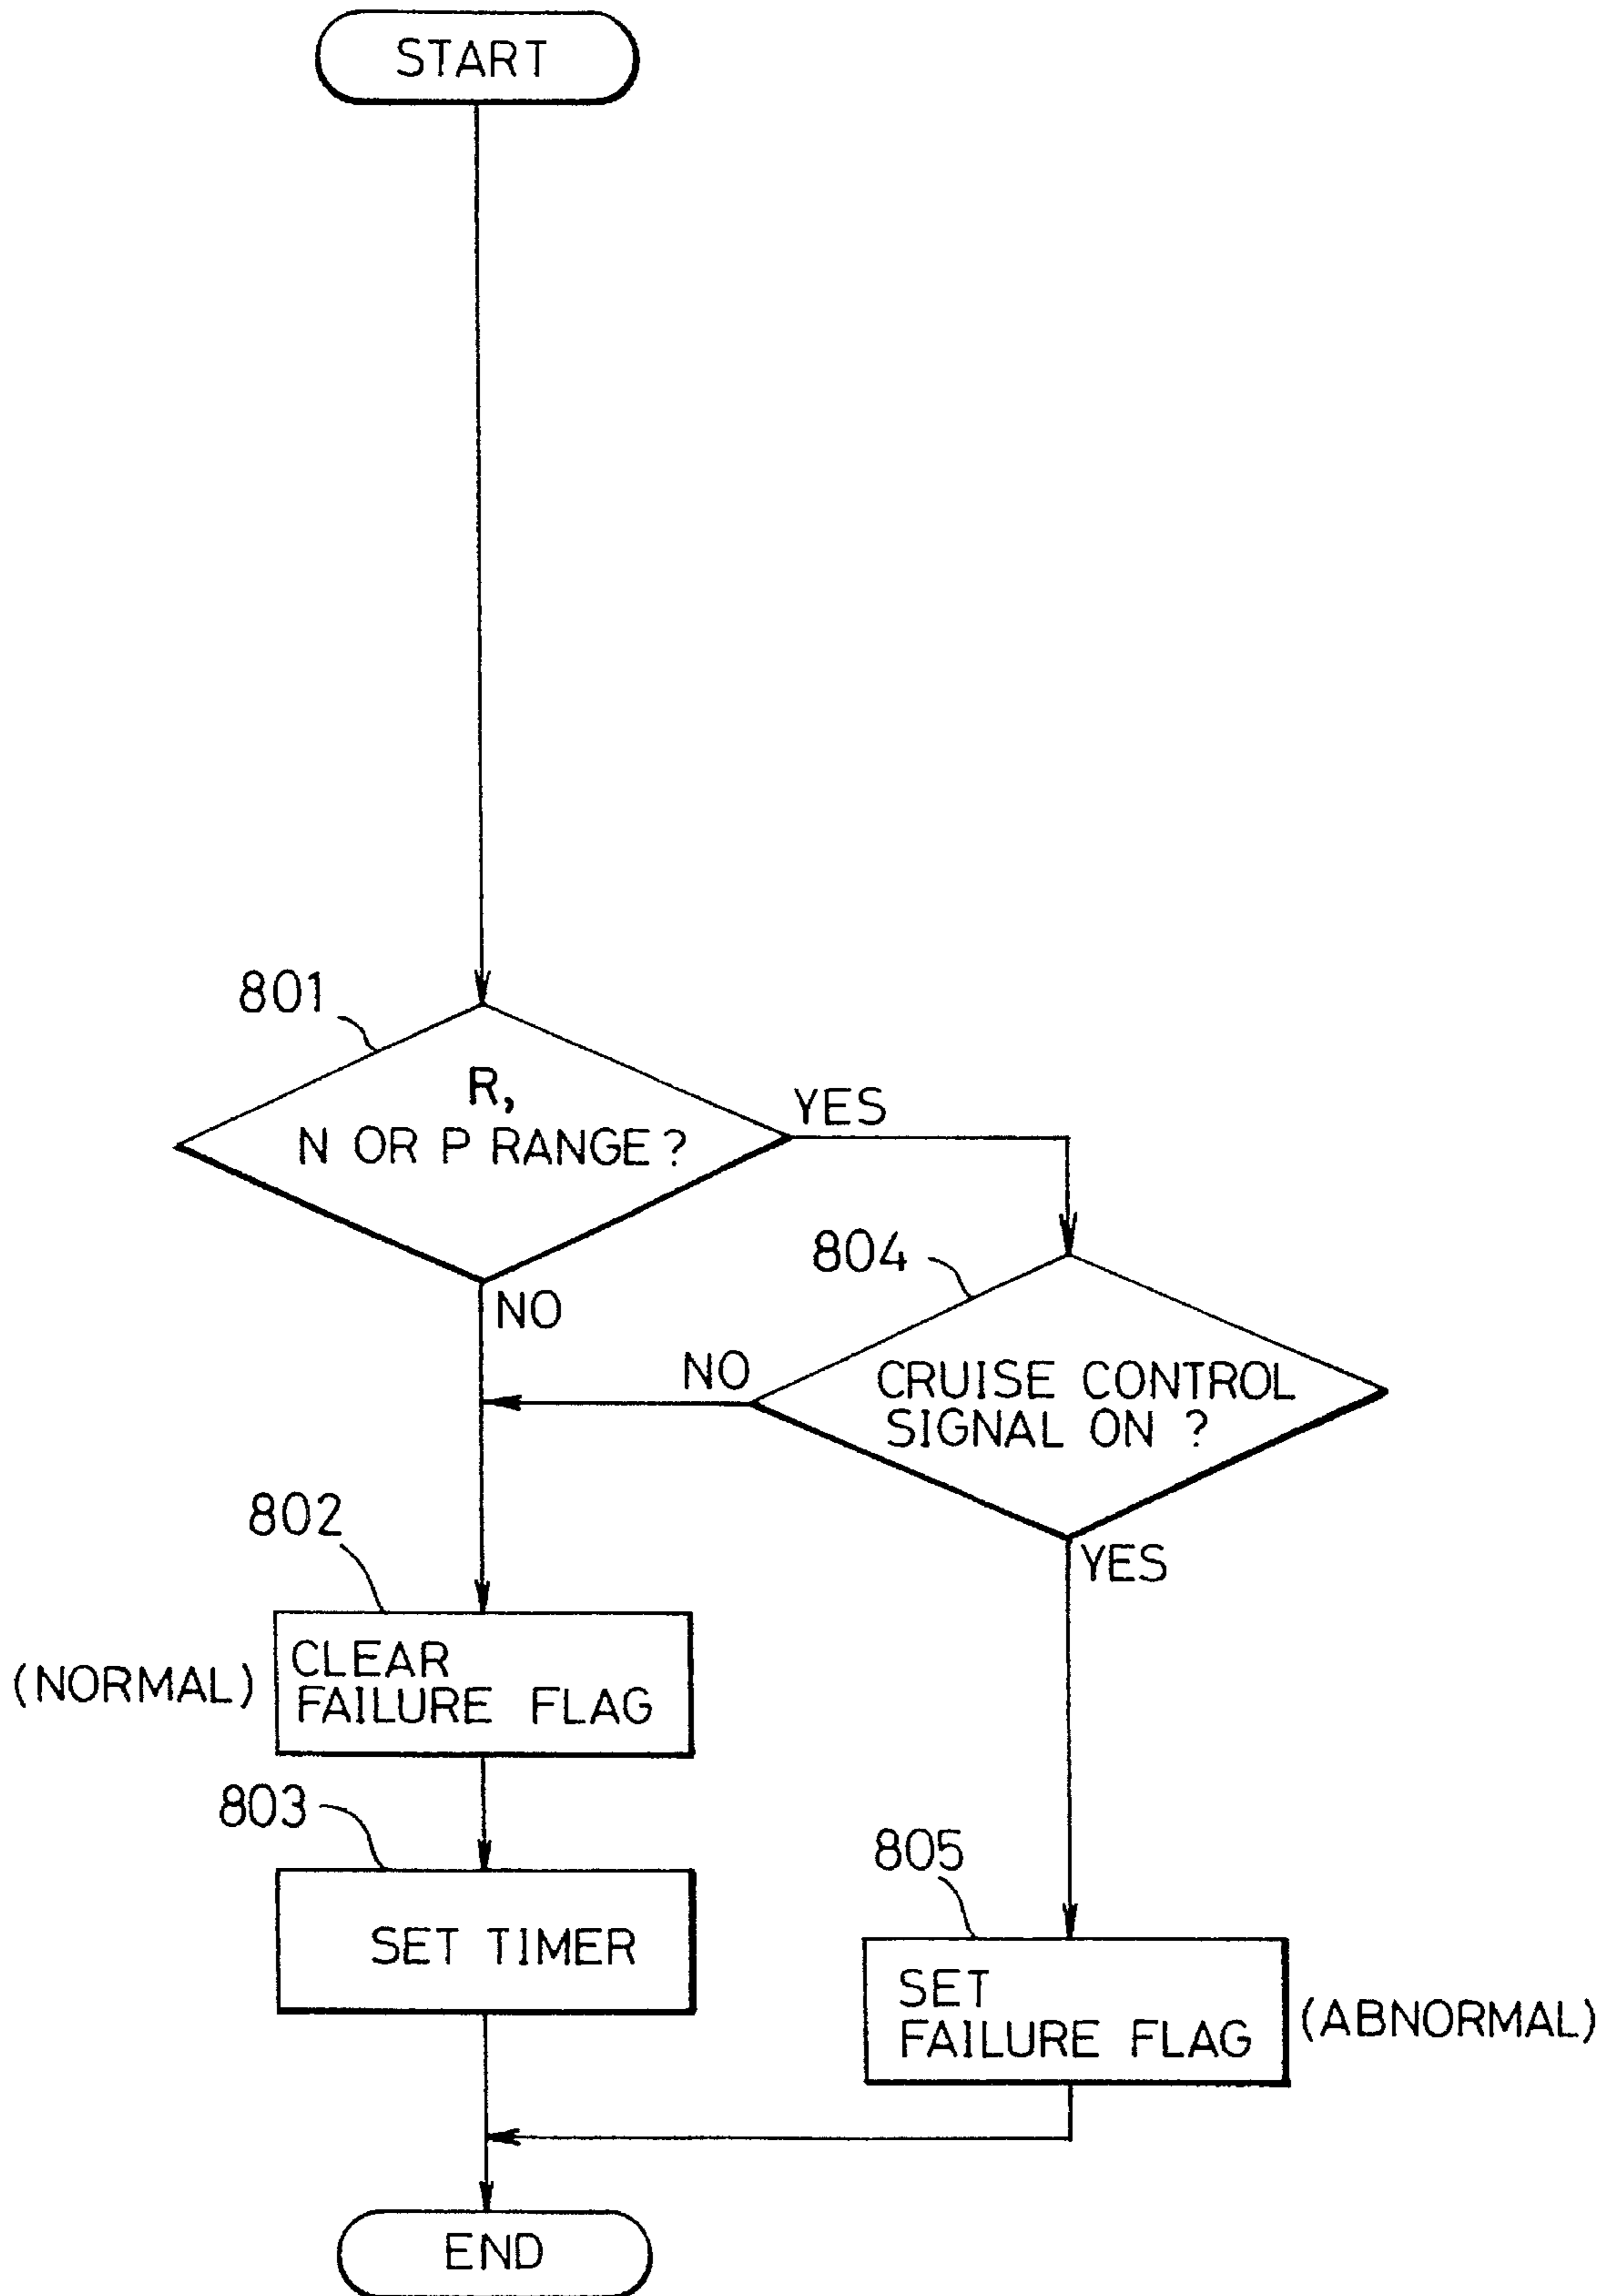 START
801
R,
N OR P RANGE ?
YES
NO
804
CRUISE CONTROL
SIGNAL ON ?
NO
YES
802
(NORMAL)
CLEAR
FAILURE FLAG
803
SET TIMER
805
SET
FAILURE FLAG
(ABNORMAL)
END